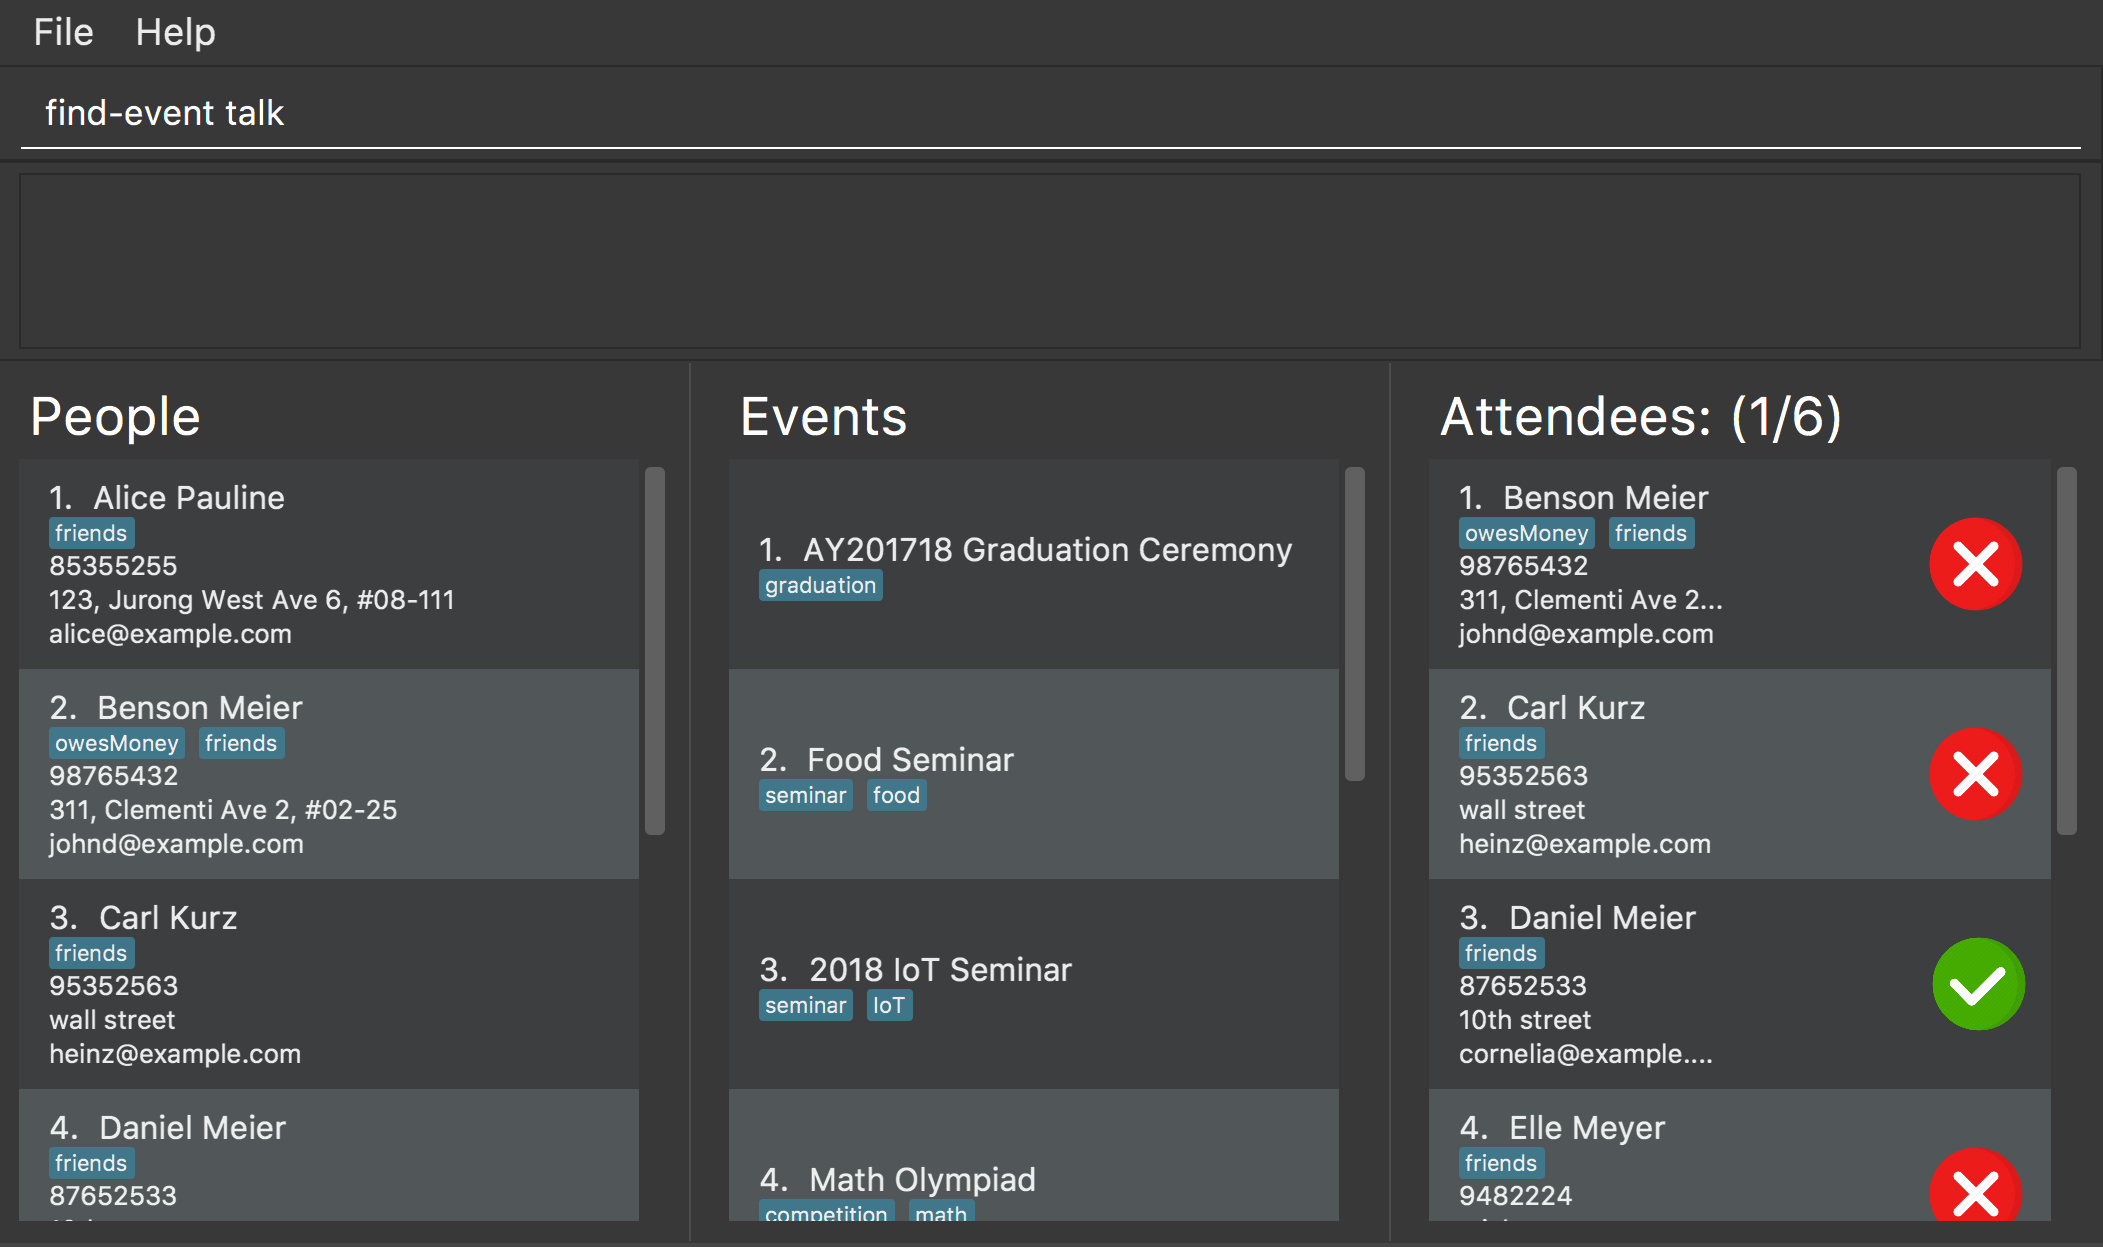 File Help
find-event talk
People
1. Alice Pauline
friends
85355255
123, Jurong West Ave 6, #08-111
alice@example.com
2. Benson Meier
owesMoney friends
98765432
311, Clementi Ave 2, #02-25
johnd@example.com
3. Carl Kurz
friends
95352563
wall street
heinz@example.com
4. Daniel Meier
friends
87652533
Events
1. AY201718 Graduation Ceremony
graduation
2. Food Seminar
seminar food
3. 2018 IoT Seminar
seminar IoT
4. Math Olympiad
competition math
Attendees: (1/6)
1. Benson Meier
owesMoney friends
98765432
311, Clementi Ave 2...
johnd@example.com
2. Carl Kurz
friends
95352563
wall street
heinz@example.com
3. Daniel Meier
friends
87652533
10th street
cornelia@example....
4. Elle Meyer
friends
9482224